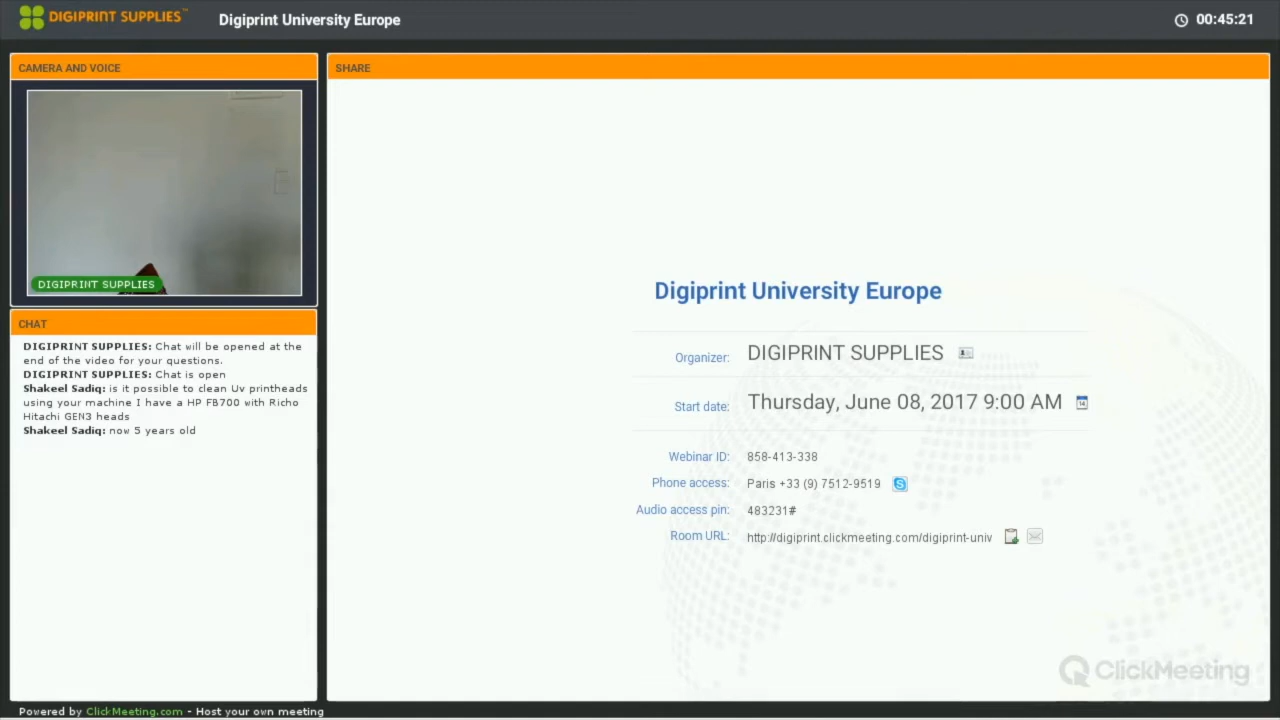 DIGIPRINT SUPPLIES™
Digiprint University Europe
00:45:21
CAMERA AND VOICE
DIGIPRINT SUPPLIES
CHAT
DIGIPRINT SUPPLIES: Chat will be opened at the
end of the video for your questions.
DIGIPRINT SUPPLIES: Chat is open
Shakeel Sadiq: is it possible to clean Uv printheads
using your machine I have a HP FB700 with Richo
Hitachi GEN3 heads
Shakeel Sadiq: now 5 years old
SHARE
Digiprint University Europe
Organizer: DIGIPRINT SUPPLIES
Start date: Thursday, June 08, 2017 9:00 AM
14
Webinar ID: 858-413-338
Phone access: Paris +33 (9) 7512-9519
Audio access pin: 483231#
Room URL: http://digiprint.clickmeeting.com/digiprint-univ
ClickMeeting
Powered by ClickMeeting.com - Host your own meeting